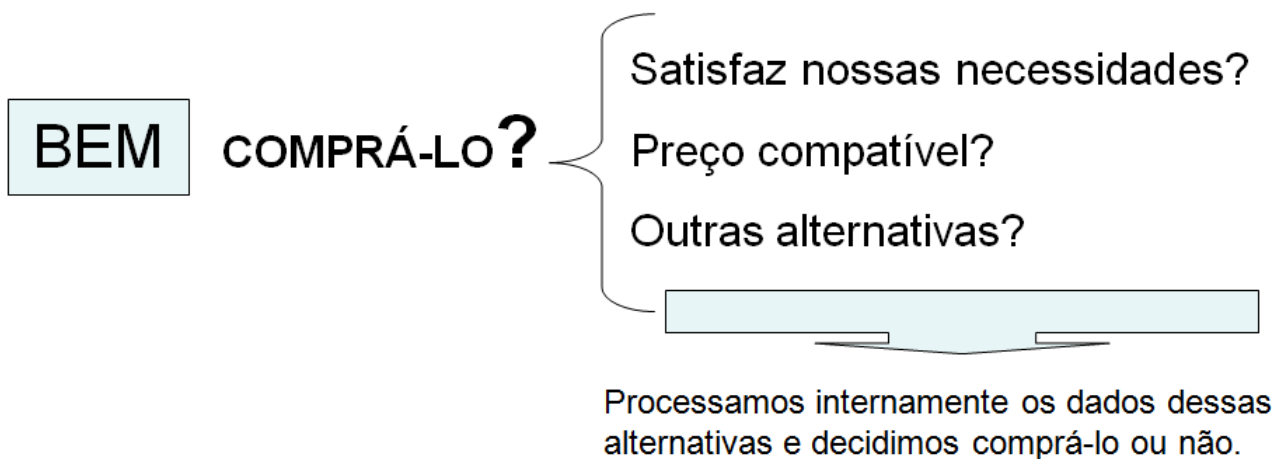 BEM
COMPRÁ-LO?
Satisfaz nossas necessidades?
Preço compatível?
Outras alternativas?
Processamos internamente os dados dessas
alternativas e decidimos comprá-lo ou não.